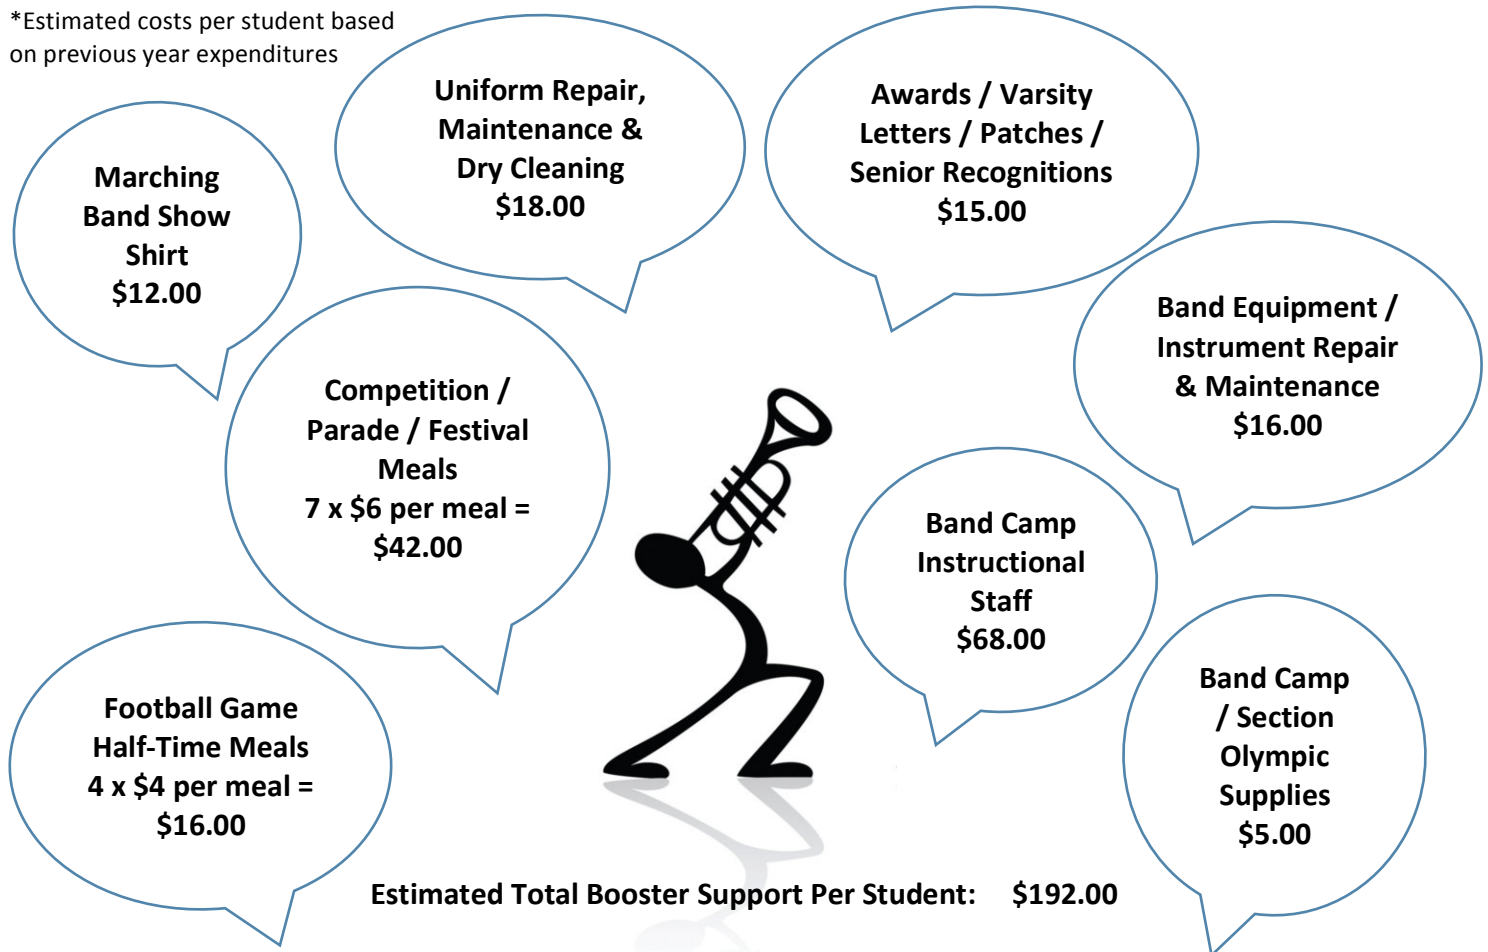 *Estimated costs per student based
on previous year expenditures
Marching
Band Show
Shirt
$12.00
Uniform Repair,
Maintenance &
Dry Cleaning
$18.00
Awards / Varsity
Letters / Patches /
Senior Recognitions
$15.00
Band Equipment /
Instrument Repair
& Maintenance
$16.00
Competition /
Parade / Festival
Meals
7 x $6 per meal =
$42.00
Band Camp
Instructional
Staff
$68.00
Football Game
Half-Time Meals
4 x $4 per meal =
$16.00
Band Camp
/ Section
Olympic
Supplies
$5.00
Estimated Total Booster Support Per Student: $192.00